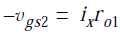 -v_{gs2} = i_x r_{o1}